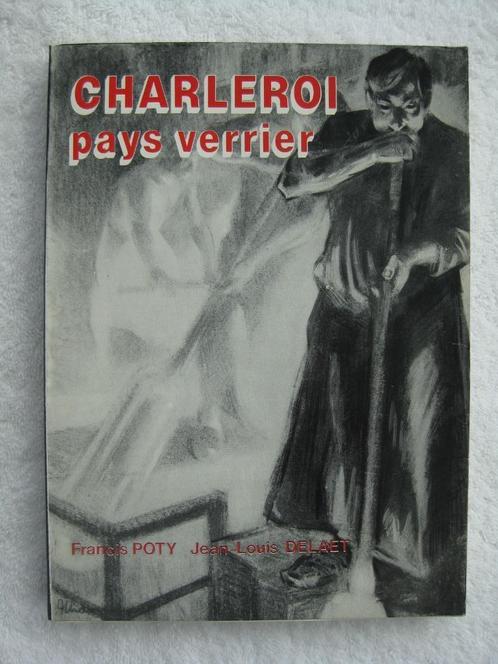 CHARLEROI
pays verrier
Francis POTY Jean-Louis DELAET